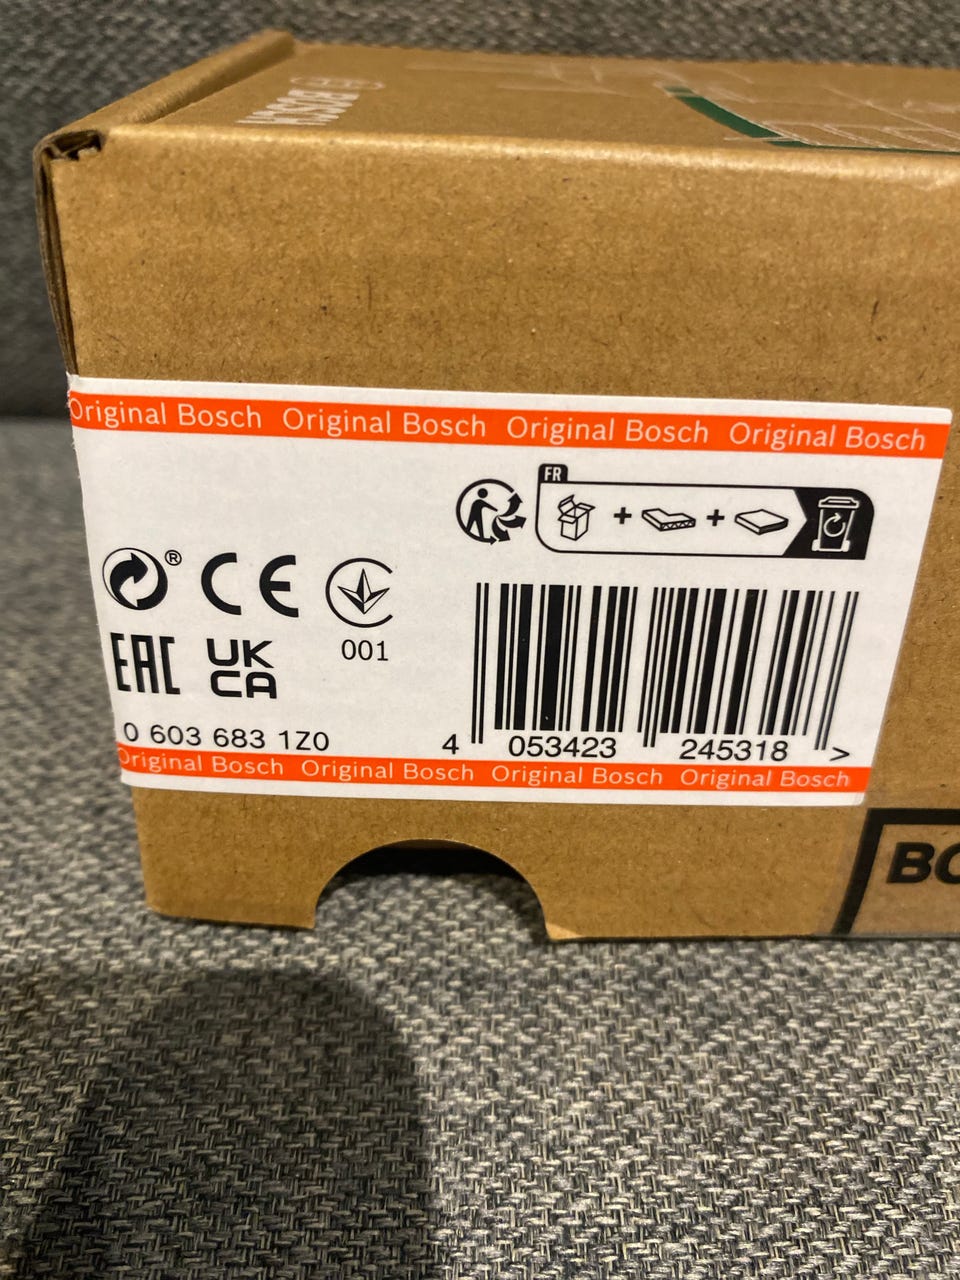 BOSCH
Original Bosch Original Bosch Original Bosch Original Bosch
FR
® CE
001
EAC UK
CA
0 603 683 1Z0
4 053423 245318 >
Original Bosch Original Bosch Original Bosch Original Bosch